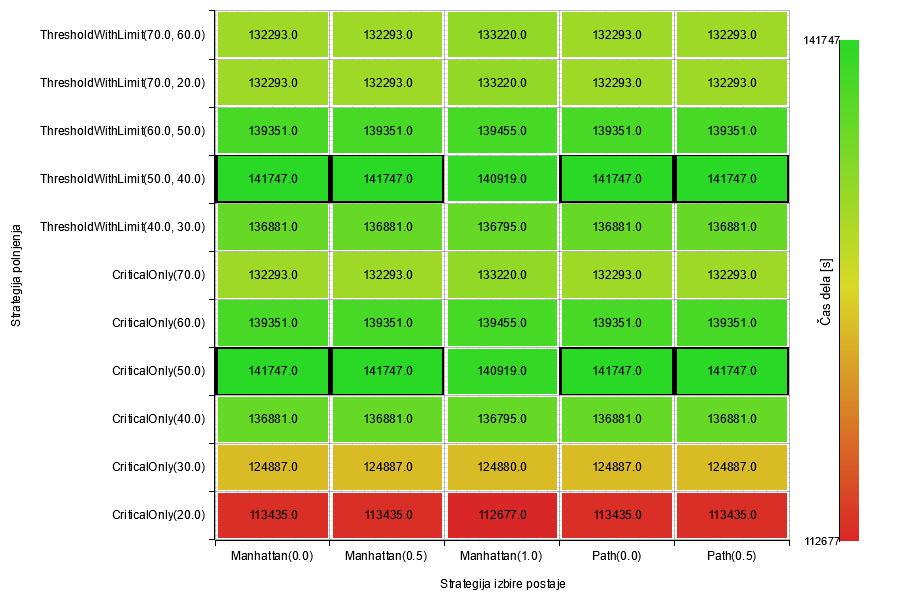 ThresholdWithLimit(70.0, 60.0) 132293.0 132293.0 133220.0 132293.0 132293.0
ThresholdWithLimit(70.0, 20.0) 132293.0 132293.0 133220.0 132293.0 132293.0
ThresholdWithLimit(60.0, 50.0) 139351.0 139351.0 139455.0 139351.0 139351.0
ThresholdWithLimit(50.0, 40.0) 141747.0 141747.0 140919.0 141747.0 141747.0
ThresholdWithLimit(40.0, 30.0) 136881.0 136881.0 136795.0 136881.0 136881.0
CriticalOnly(70.0) 132293.0 132293.0 133220.0 132293.0 132293.0
CriticalOnly(60.0) 139351.0 139351.0 139455.0 139351.0 139351.0
CriticalOnly(50.0) 141747.0 141747.0 140919.0 141747.0 141747.0
CriticalOnly(40.0) 136881.0 136881.0 136795.0 136881.0 136881.0
CriticalOnly(30.0) 124887.0 124887.0 124880.0 124887.0 124887.0
CriticalOnly(20.0) 113435.0 113435.0 112677.0 113435.0 113435.0
Manhattan(0.0) Manhattan(0.5) Manhattan(1.0) Path(0.0) Path(0.5)
Strategija izbire postaje
Strategija polnjenja
141747
Čas dela [s]
112677